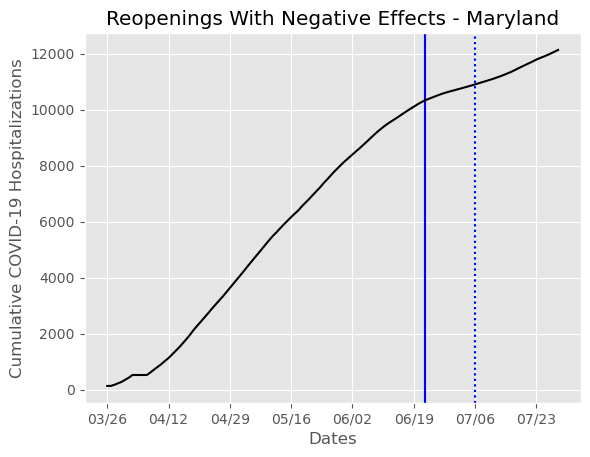 Reopenings With Negative Effects - Maryland
Cumulative COVID-19 Hospitalizations
12000
10000
8000
6000
4000
2000
0
03/26 04/12 04/29 05/16 06/02 06/19 07/06 07/23
Dates